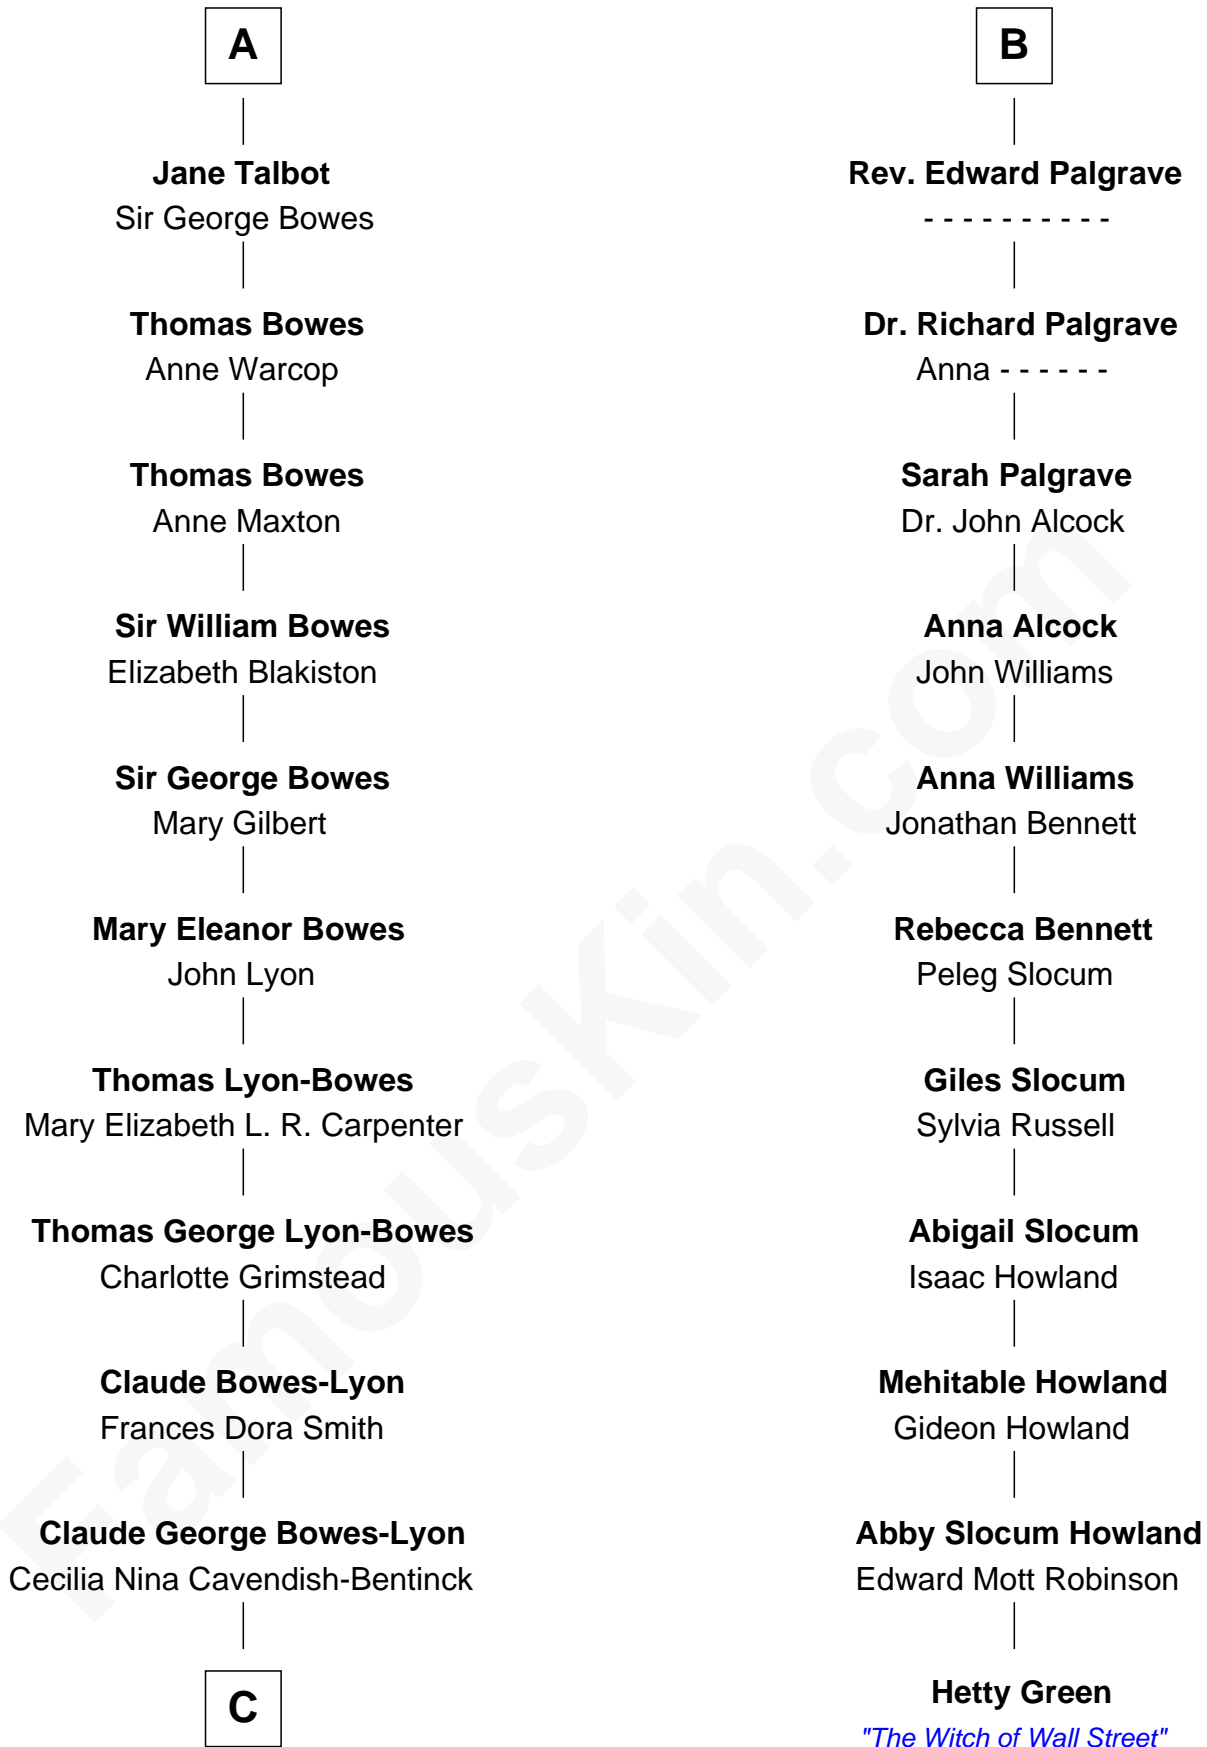 A
Jane Talbot
Sir George Bowes
Thomas Bowes
Anne Warcop
Thomas Bowes
Anne Maxton
Sir William Bowes
Elizabeth Blakiston
Sir George Bowes
Mary Gilbert
Mary Eleanor Bowes
John Lyon
Thomas Lyon-Bowes
Mary Elizabeth L. R. Carpenter
Thomas George Lyon-Bowes
Charlotte Grimstead
Claude Bowes-Lyon
Frances Dora Smith
Claude George Bowes-Lyon
Cecilia Nina Cavendish-Bentinck
C
B
Rev. Edward Palgrave
- - - - - - - - - -
Dr. Richard Palgrave
Anna - - - - - -
Sarah Palgrave
Dr. John Alcock
Anna Alcock
John Williams
Anna Williams
Jonathan Bennett
Rebecca Bennett
Peleg Slocum
Giles Slocum
Sylvia Russell
Abigail Slocum
Isaac Howland
Mehitable Howland
Gideon Howland
Abby Slocum Howland
Edward Mott Robinson
Hetty Green
"The Witch of Wall Street"
FamousKin.com